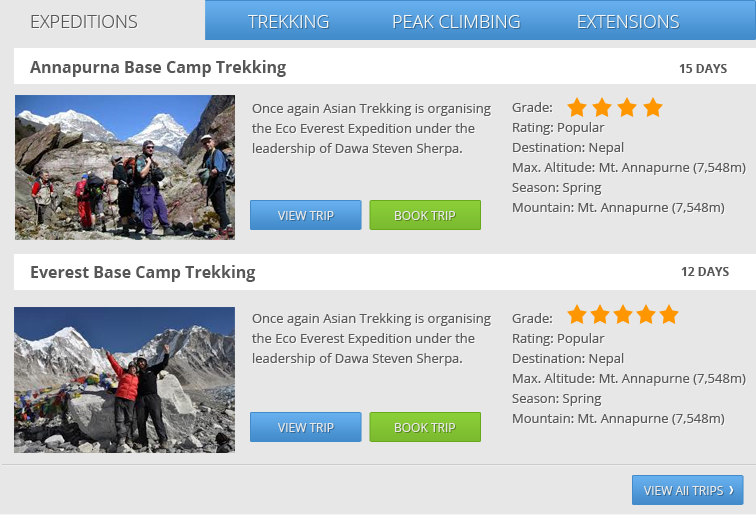 EXPEDITIONS
TREKKING
PEAK CLIMBING
EXTENSIONS
Annapurna Base Camp Trekking
15 DAYS
Once again Asian Trekking is organising
the Eco Everest Expedition under the
leadership of Dawa Steven Sherpa.
VIEW TRIP
BOOK TRIP
Grade:
Rating: Popular
Destination: Nepal
Max. Altitude: Mt. Annapurne (7,548m)
Season: Spring
Mountain: Mt. Annapurne (7,548m)
Everest Base Camp Trekking
12 DAYS
Once again Asian Trekking is organising
the Eco Everest Expedition under the
leadership of Dawa Steven Sherpa.
VIEW TRIP
BOOK TRIP
Grade:
Rating: Popular
Destination: Nepal
Max. Altitude: Mt. Annapurne (7,548m)
Season: Spring
Mountain: Mt. Annapurne (7,548m)
VIEW All TRIPS ›